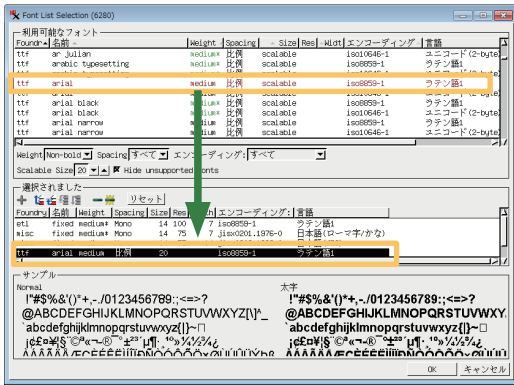 Font List Selection (6280)
利用可能なフォント
Foundry 名前 Weight Spacing Size Res Widt エンコーディング 言語
ttf ar julian medium* 比例 scalable iso10646-1 ユニコード(2-byte)
ttf arabic typesetting medium* 比例 scalable iso8859-1 ラテン語1
ttf arial medium 比例 scalable iso8859-1 ラテン語1
ttf arial black medium* 比例 scalable iso8859-1 ラテン語1
ttf arial black medium* 比例 scalable iso10646-1 ユニコード(2-byte)
ttf arial narrow medium 比例 scalable iso8859-1 ラテン語1
ttf arial narrow medium 比例 scalable iso10646-1 ユニコード(2-byte)
Weight Non-bold Spacing すべて エンコーディング: すべて
Scalable Size 20 Hide unsupported fonts
選択されました
リセット
Foundry 名前 Weight Spacing Size Res エンコーディング: 言語
etl fixed medium* Mono 14 100 7 iso8859-1 ラテン語1
misc fixed medium* Mono 14 75 7 jisx0201.1976-0 日本語(ローマ字/かな)
ttf arial medium 比例 20 iso8859-1 ラテン語1
サンプル
Normal 太字
!"#$%&'()*+,-./0123456789:;<=>? !"#$%&'()*+,-./0123456789:;<=>?
@ABCDEFGHIJKLMNOPQRSTUVWXYZ[\]^_ @ABCDEFGHIJKLMNOPQRSTUVWXY
`abcdefghijklmnopqrstuvwxyz{|}~□ `abcdefghijklmnopqrstuvwxyz{|}~□
OK キャンセル